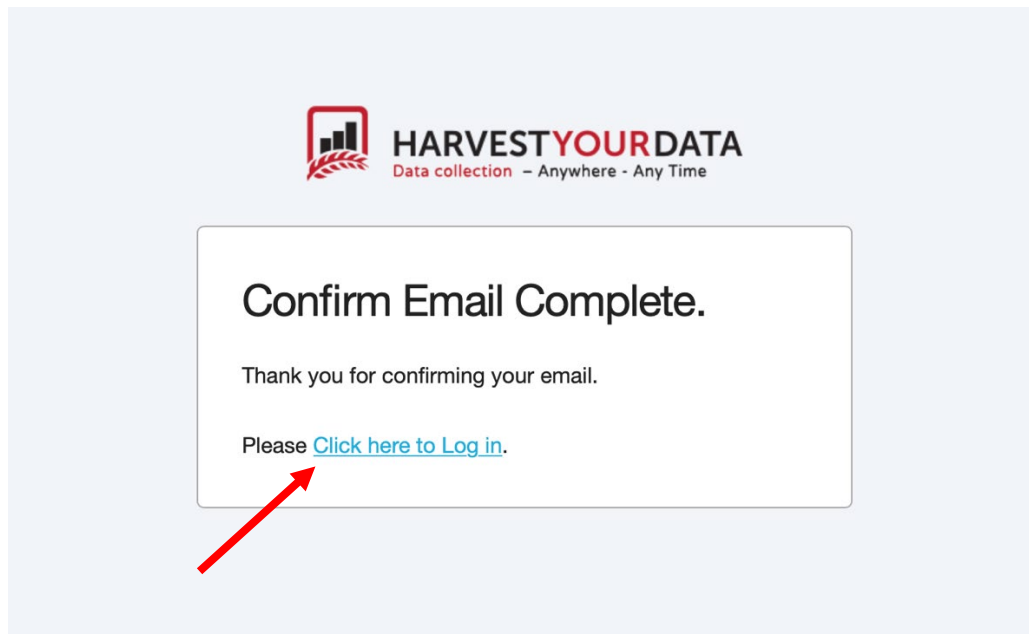 HARVESTYOURDATA
Data collection – Anywhere - Any Time
Confirm Email Complete.
Thank you for confirming your email.
Please Click here to Log in.